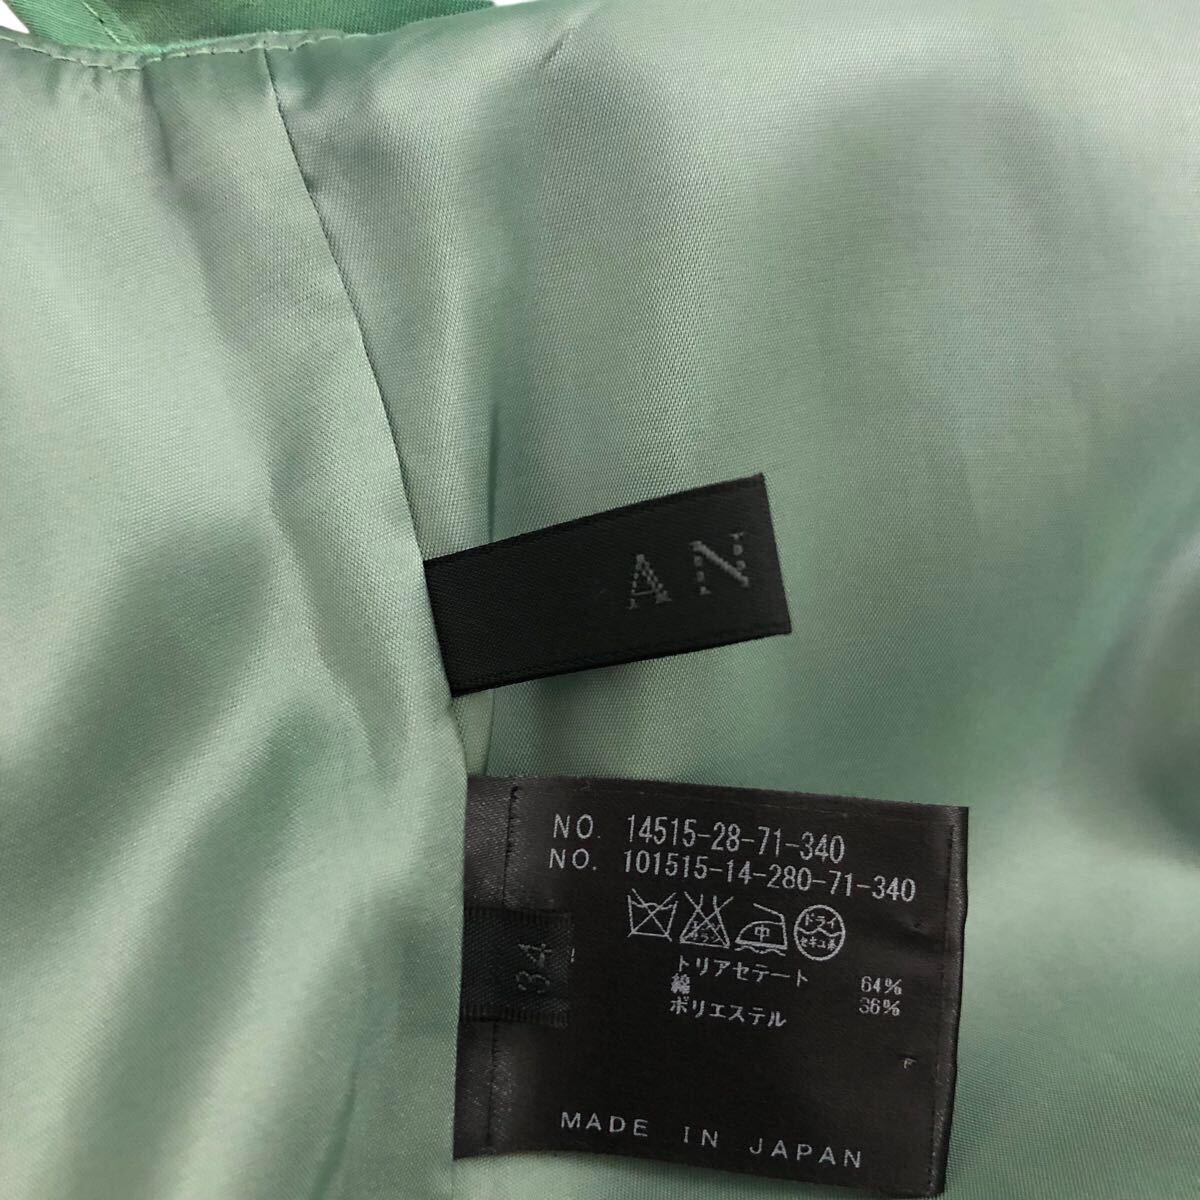 AN
NO. 14515-28-71-340
NO. 101515-14-280-71-340
中
ドライ
セキユ系
トリアセテート 64%
綿 36%
ポリエステル
34
MADE IN JAPAN